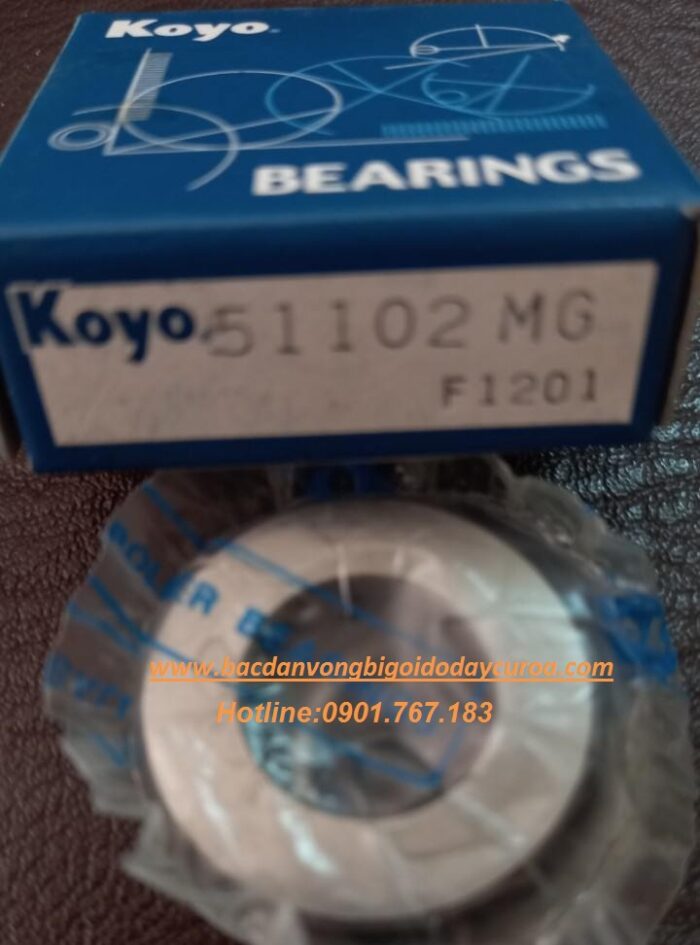 Koyo
BEARINGS
Koyo 51102 MG
F1201
www.bacdanvongbigoidodaycuroa.com
Hotline:0901.767.183